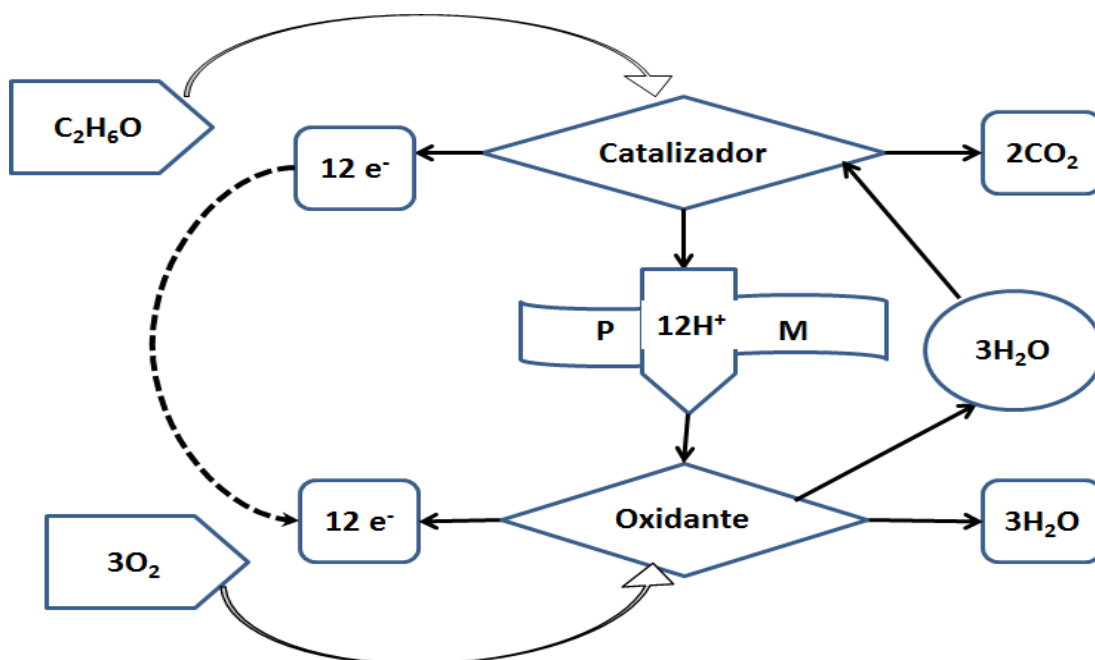 C₂H₆O
Catalizador
12 e⁻
2CO₂
P
12H⁺
M
3H₂O
12 e⁻
Oxidante
3H₂O
3O₂